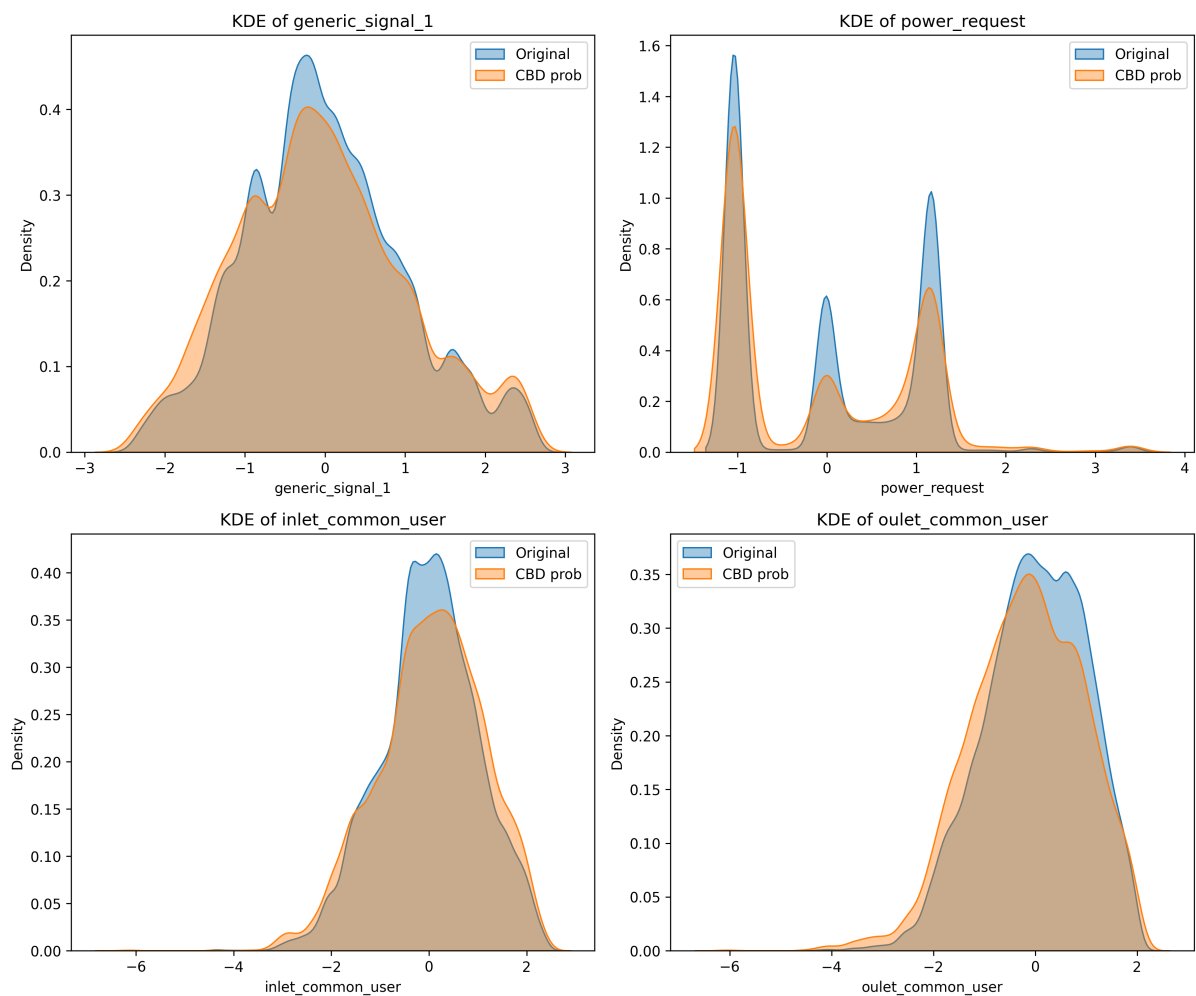 KDE of generic_signal_1
Original
CBD prob
Density
0.4
0.3
0.2
0.1
0.0
−3 −2 −1 0 1 2 3
generic_signal_1
KDE of power_request
Original
CBD prob
Density
1.6
1.4
1.2
1.0
0.8
0.6
0.4
0.2
0.0
−1 0 1 2 3 4
power_request
KDE of inlet_common_user
Original
CBD prob
Density
0.40
0.35
0.30
0.25
0.20
0.15
0.10
0.05
0.00
−6 −4 −2 0 2
inlet_common_user
KDE of oulet_common_user
Original
CBD prob
Density
0.35
0.30
0.25
0.20
0.15
0.10
0.05
0.00
−6 −4 −2 0 2
oulet_common_user